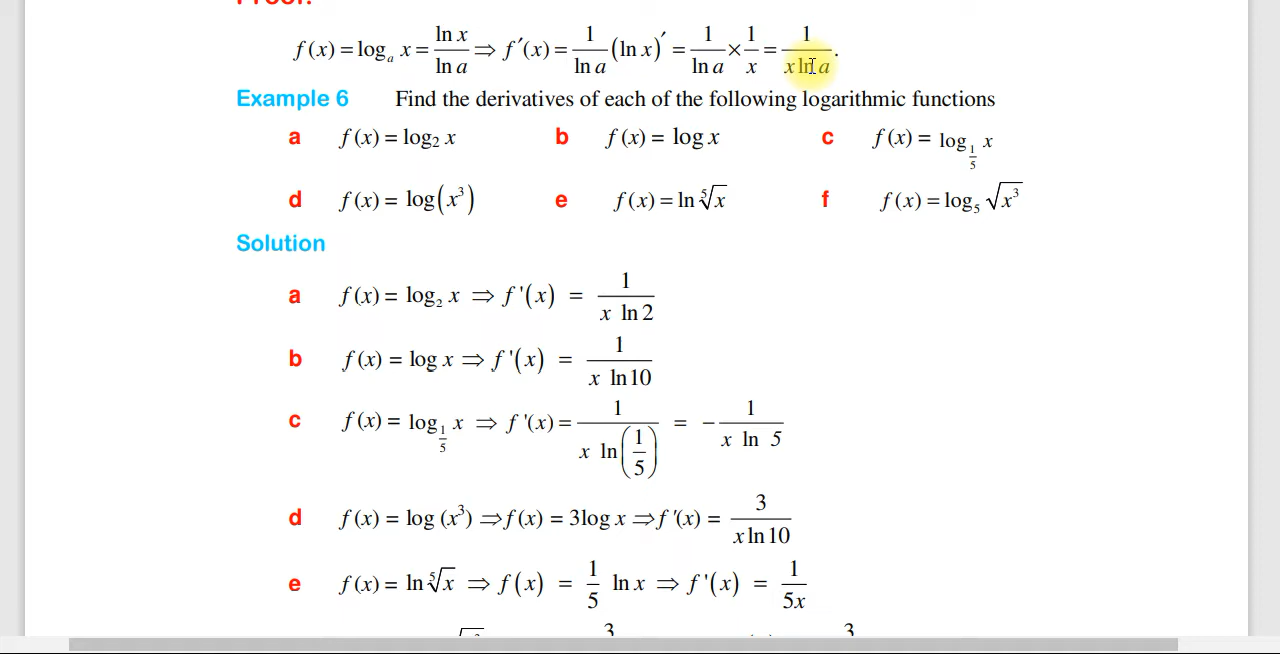 Proof:
f(x) = logₐ x = ln x / ln a ⇒ f′(x) = 1 / ln a (ln x)′ = 1 / ln a × 1 / x = 1 / x ln a .
Example 6 Find the derivatives of each of the following logarithmic functions
a f(x) = log₂ x b f(x) = log x c f(x) = log_{1/5} x
d f(x) = log(x³) e f(x) = ln ⁵√x f f(x) = log₅ √x³
Solution
a f(x) = log₂ x ⇒ f'(x) = 1 / x ln 2
b f(x) = log x ⇒ f'(x) = 1 / x ln 10
c f(x) = log_{1/5} x ⇒ f'(x) = 1 / x ln(1/5) = − 1 / x ln 5
d f(x) = log (x³) ⇒ f(x) = 3log x ⇒ f'(x) = 3 / x ln 10
e f(x) = ln ⁵√x ⇒ f(x) = 1/5 ln x ⇒ f'(x) = 1 / 5x
3 3